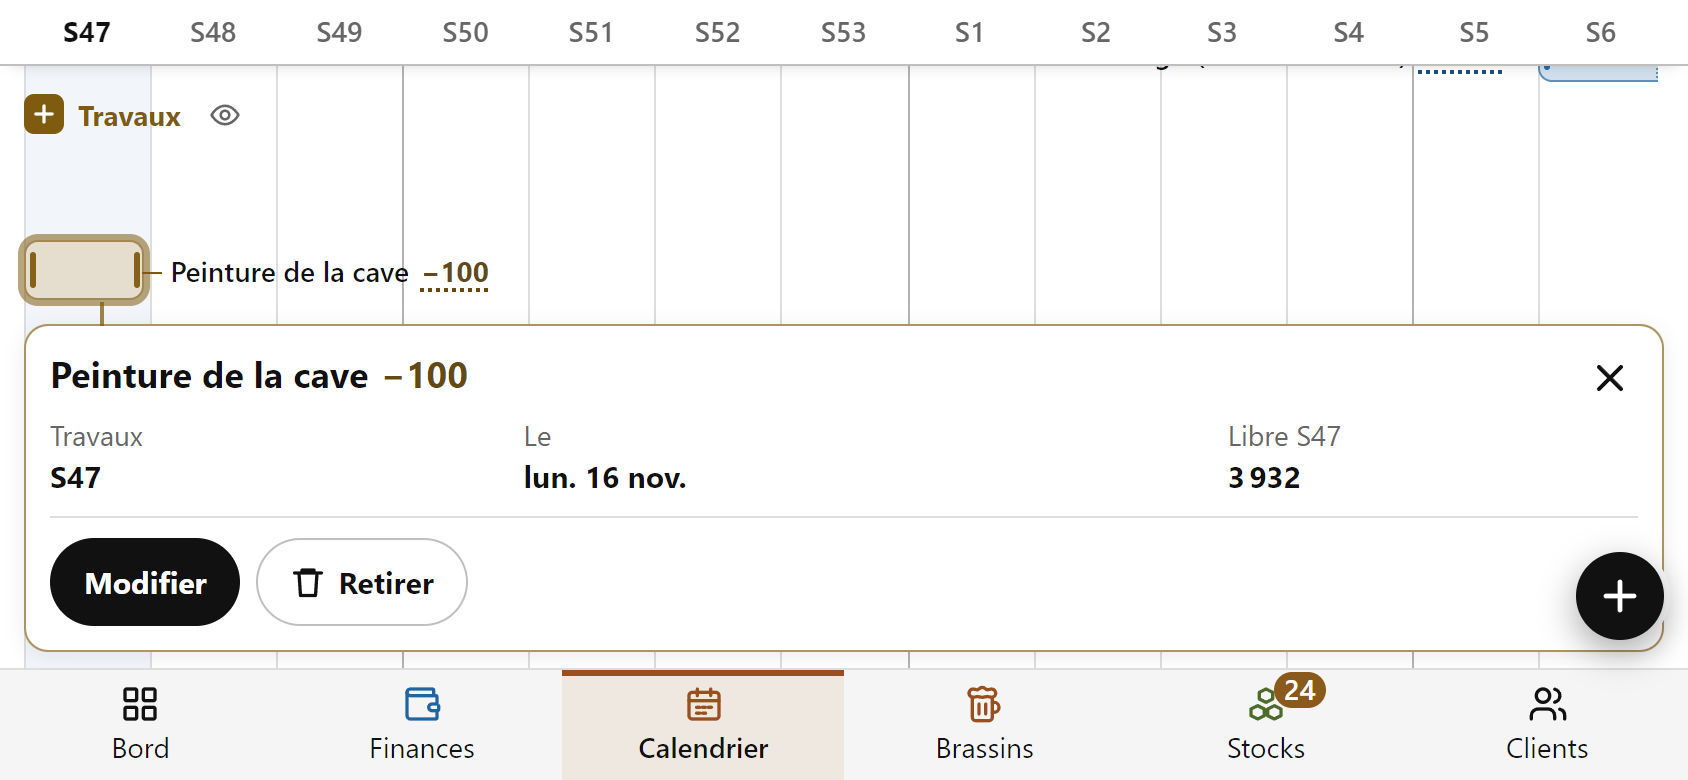 S47 S48 S49 S50 S51 S52 S53 S1 S2 S3 S4 S5 S6
Travaux
Peinture de la cave −100
Peinture de la cave −100
Travaux Le Libre S47
S47 lun. 16 nov. 3 932
Modifier Retirer
24
Bord Finances Calendrier Brassins Stocks Clients